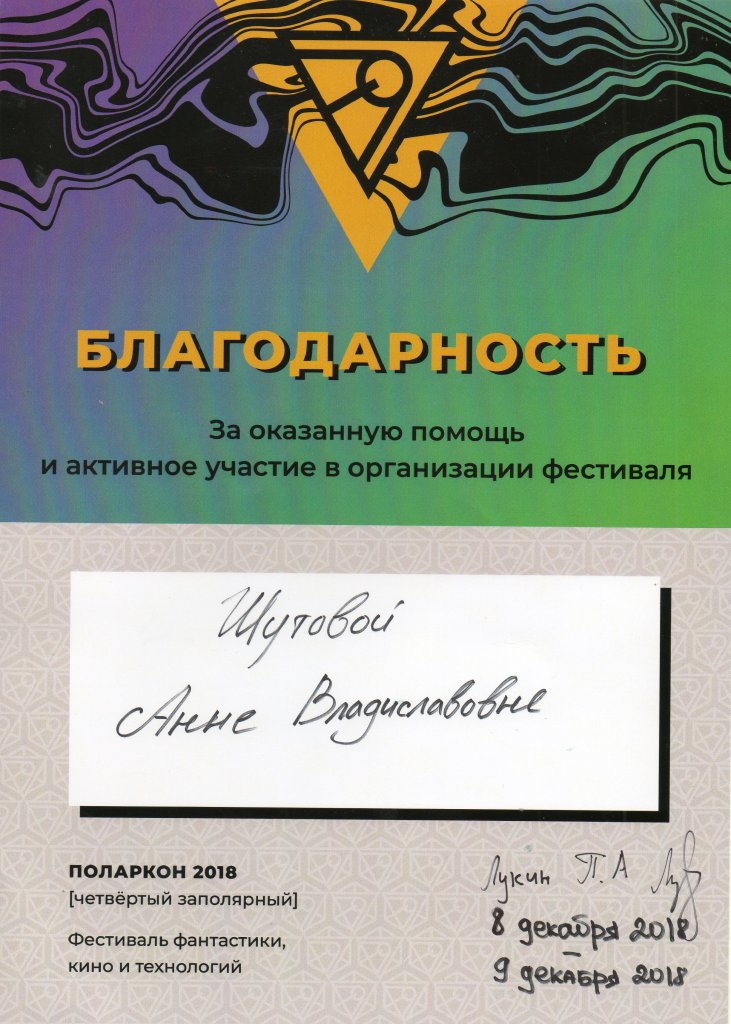 БЛАГОДАРНОСТЬ
За оказанную помощь
и активное участие в организации фестиваля
Шутовой
Анне Владиславовне
ПОЛАРКОН 2018
[четвёртый заполярный]
Фестиваль фантастики,
кино и технологий
Лукин П.А
8 декабря 2018
–
9 декабря 2018